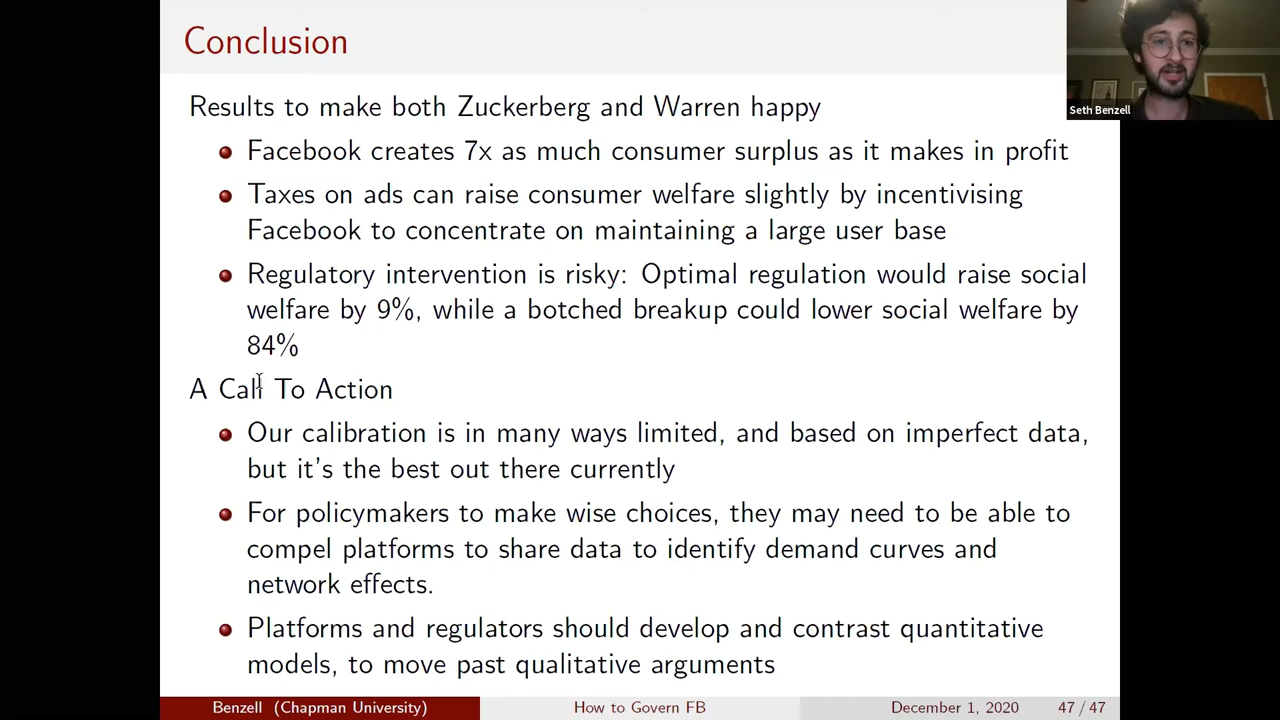 Conclusion
Seth Benzell
Results to make both Zuckerberg and Warren happy
Facebook creates 7x as much consumer surplus as it makes in profit
Taxes on ads can raise consumer welfare slightly by incentivising
Facebook to concentrate on maintaining a large user base
Regulatory intervention is risky: Optimal regulation would raise social
welfare by 9%, while a botched breakup could lower social welfare by
84%
A Call To Action
Our calibration is in many ways limited, and based on imperfect data,
but it's the best out there currently
For policymakers to make wise choices, they may need to be able to
compel platforms to share data to identify demand curves and
network effects.
Platforms and regulators should develop and contrast quantitative
models, to move past qualitative arguments
Benzell (Chapman University) How to Govern FB December 1, 2020 47 / 47